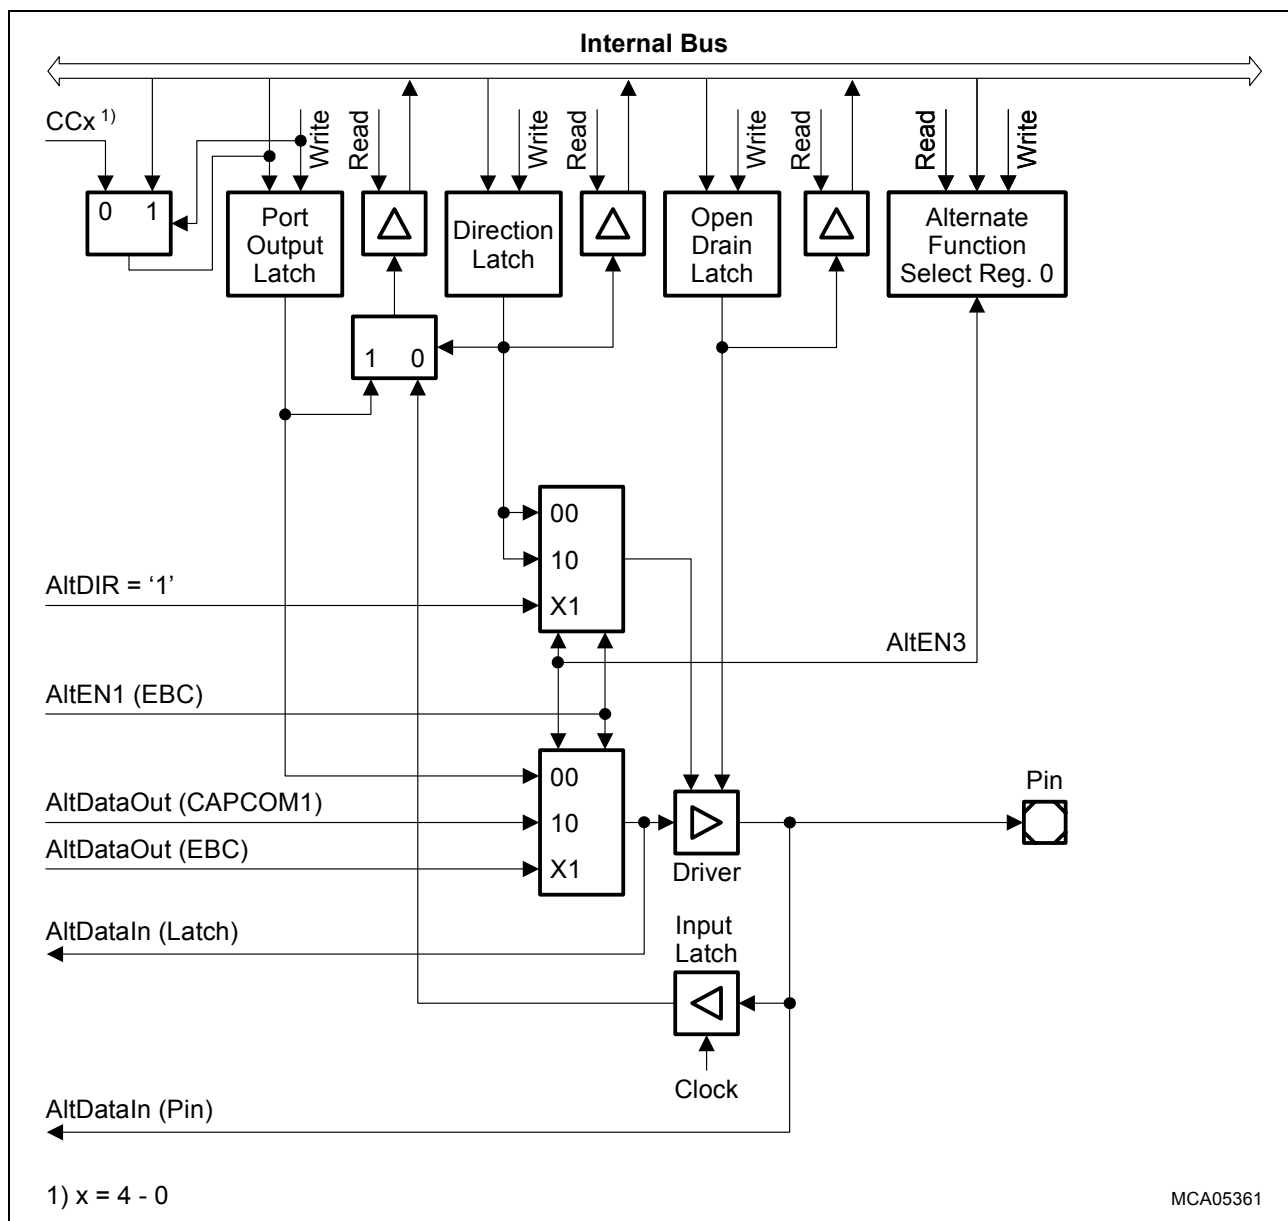 Internal Bus
CCx 1)
Write
Read
Write
Read
Write
Read
Read
Write
0 1
Port
Output
Latch
Direction
Latch
Open
Drain
Latch
Alternate
Function
Select Reg. 0
1 0
00
10
AltDIR = ‘1’
X1
AltEN3
AltEN1 (EBC)
00
Pin
AltDataOut (CAPCOM1)
10
AltDataOut (EBC)
X1
Driver
AltDataIn (Latch)
Input
Latch
Clock
AltDataIn (Pin)
1) x = 4 - 0
MCA05361